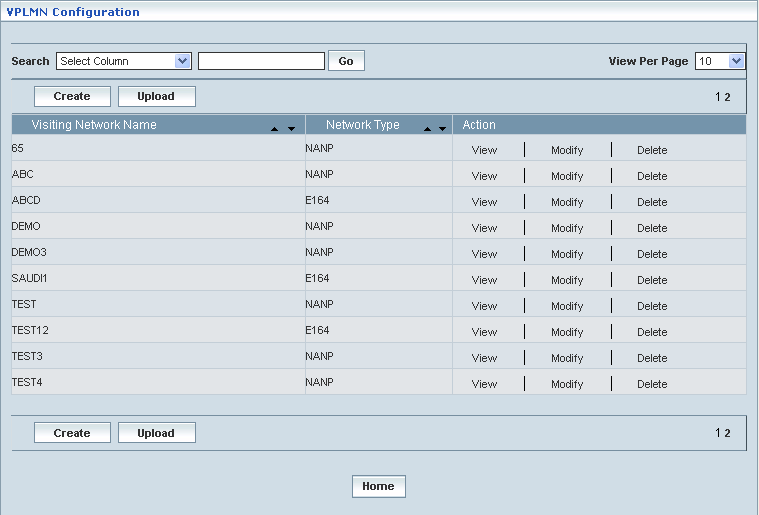 VPLMN Configuration
Search Select Column Go View Per Page 10
Create Upload 1 2
Visiting Network Name Network Type Action
65 NANP View Modify Delete
ABC NANP View Modify Delete
ABCD E164 View Modify Delete
DEMO NANP View Modify Delete
DEMO3 NANP View Modify Delete
SAUDI1 E164 View Modify Delete
TEST NANP View Modify Delete
TEST12 E164 View Modify Delete
TEST3 NANP View Modify Delete
TEST4 NANP View Modify Delete
Create Upload 1 2
Home